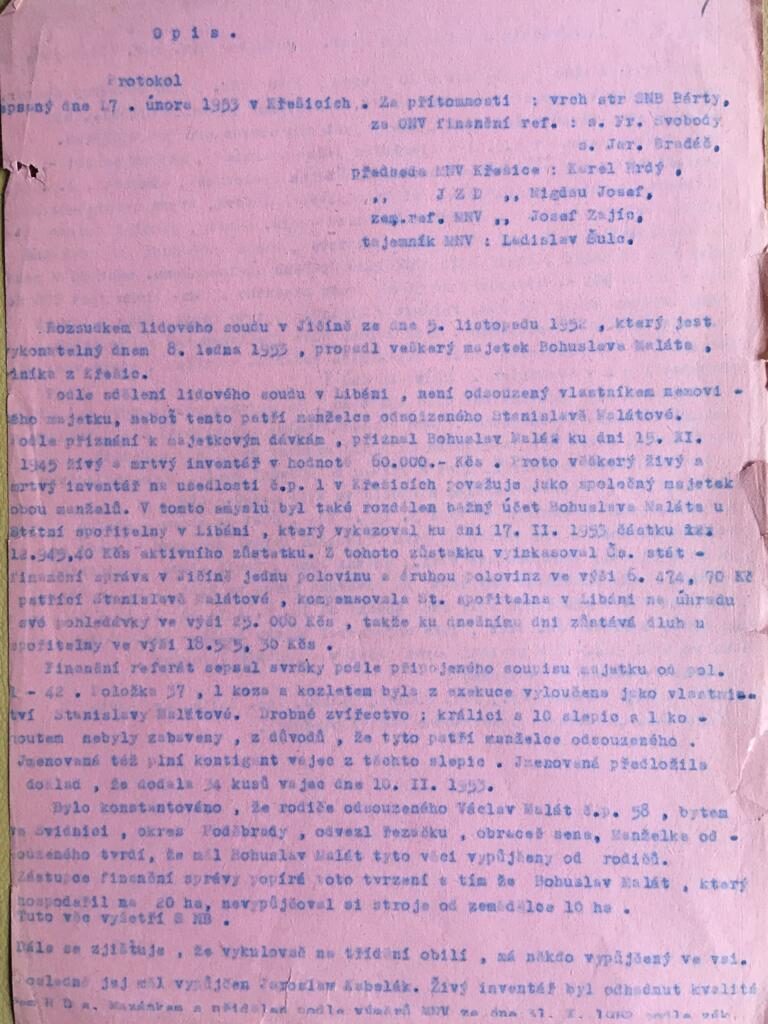 Opis.
Protokol
epsaný dne 17. února 1953 v Křešicích. Za přítomnosti : vrch str SNB Bárty,
za ONV finanční ref. : s. Fr. Svobody
s. Jar. Bradáč,
předseda MNV Křešice : Karel Hrdý,
,, J Z D ,, Migdau Josef,
zem.ref. MNV ,, Josef Zajíc,
tajemník MNV : Ladislav Šulc.
Rozsudkem lidového soudu v Jičíně ze dne 5. listopadu 1952 , který jest
ykonatelný dnem 8. ledna 1953 , propadl veškerý majetek Bohuslava Maláta ,
lníka z Křešic.
Podle sdělení lidového soudu v Libáni , není odsouzený vlastníkem nemovi -
ého majetku, neboť tento patří manželce odsoizeného Stanislavě Malátové.
Podle přiznání k majetkovým dávkám , přiznal Bohuslav Malát ku dni 15. XI.
1945 živý a mrtvý inventář v hodnotě 60.000.- Kčs . Proto věškerý živý a
mrtvý inventář na usedlosti č.p. 1 v Křešicích považuje jako společný majetek
obou manželů. V tomto smyslu byl také rozdělen běžný účet Bohuslava Maláta u
Státní spořitelny v Libáni , který vykazoval ku dni 17. II. 1953 částku
12.949,40 Kčs aktivního zůstatku. Z tohoto zůstatku vyinkasoval Čs. stát -
finanční správa v Jičíně jednu polovinu a druhou polovinz ve výši 6. 474, 70 Kč
patřící Stanislavě Malátové , kompensovala St. spořitelna v Libáni na úhradu
své pohledávky ve výši 25. 000 Kčs , takže ku dnešnímu dni zůstává dluh u
spořitelny ve výši 18.525, 30 Kčs .
Finanční referát sepsal svršky podle připojeného soupisu majetku od pol.
1 - 42 . Položka 37 , 1 koza a kozletem byla z exekuce vyloučena jako vlastni-
tví Stanislavy Malátové. Drobné zvířectvo ; králíci a 10 slepic a 1 ko -
houtem nebyly zabaveny , z důvodů , že tyto patří manželce odsouzeného .
Jmenovaná též plní kontigant vajec z těchto slepic . Jmenovaná předložila
doklad , že dodala 34 kusů vajec dne 10. II. 1953.
Bylo konstantováno , že rodiče odsouzeného Václav Malát č.p. 58 , bytem
ve Svídnici , okres Poděbrady , odvezl řezačku , obraceč sena, Manželka od -
souzeného tvrdí, že měl Bohuslav Malát tyto věci vypůjčeny od rodičů.
Zástupce finanční správy popírá toto tvrzení s tím že Bohuslav Malát , který
hospodařil na 20 ha, nevypůjčoval si stroje od zemědělce 10 ha .
Tuto věc vyšetří S NB .
Dále se zjišťuje , že vykulovač na třídění obilí , má někdo vypůjčený ve vsi.
Posledně jej měl vypůjčen Jaroslav Kabelák. Živý inventář byl odhadnut kvalitá